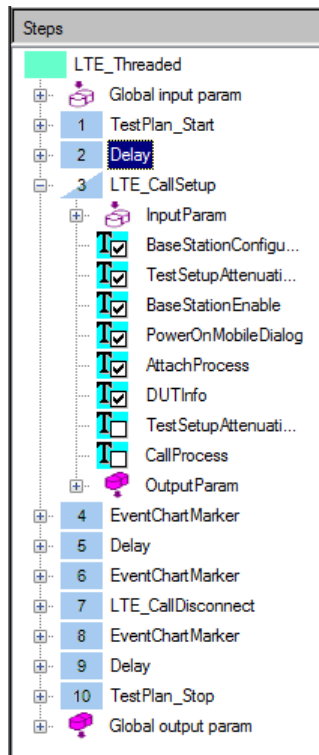 Steps
LTE_Threaded
Global input param
1 TestPlan_Start
2 Delay
3 LTE_CallSetup
InputParam
T BaseStationConfigu...
T TestSetupAttenuati...
T BaseStationEnable
T PowerOnMobileDialog
T AttachProcess
T DUTInfo
T TestSetupAttenuati...
T CallProcess
OutputParam
4 EventChartMarker
5 Delay
6 EventChartMarker
7 LTE_CallDisconnect
8 EventChartMarker
9 Delay
10 TestPlan_Stop
Global output param